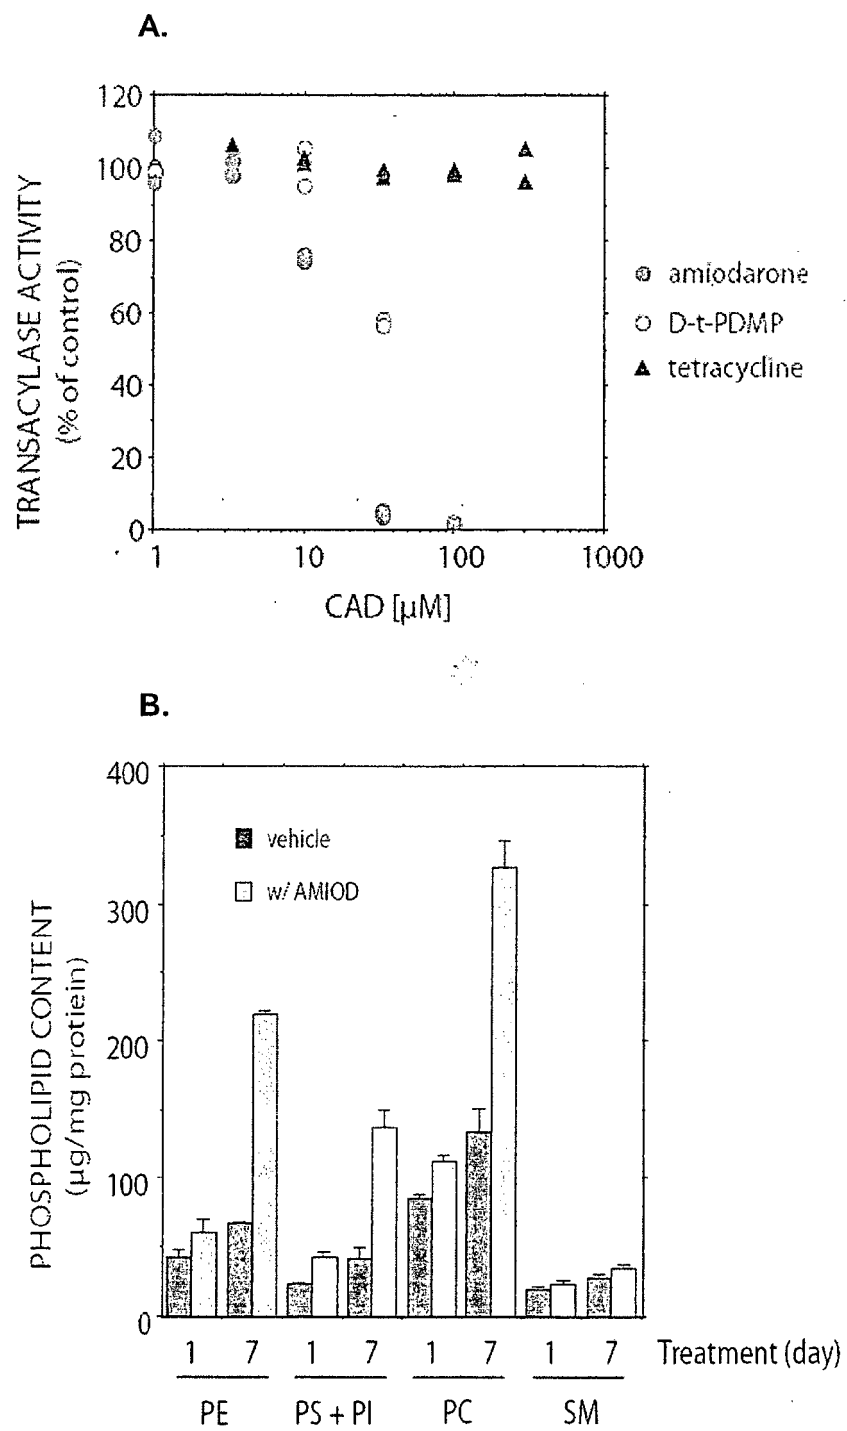 A.
120
100
80
60
40
20
0
TRANSACYLASE ACTIVITY
(% of control)
1 10 100 1000
CAD [µM]
amiodarone
D-t-PDMP
tetracycline
B.
400
300
200
100
0
PHOSPHOLIPID CONTENT
(µg/mg protiein)
vehicle
w/ AMIOD
1 7 1 7 1 7 1 7 Treatment (day)
PE PS + PI PC SM